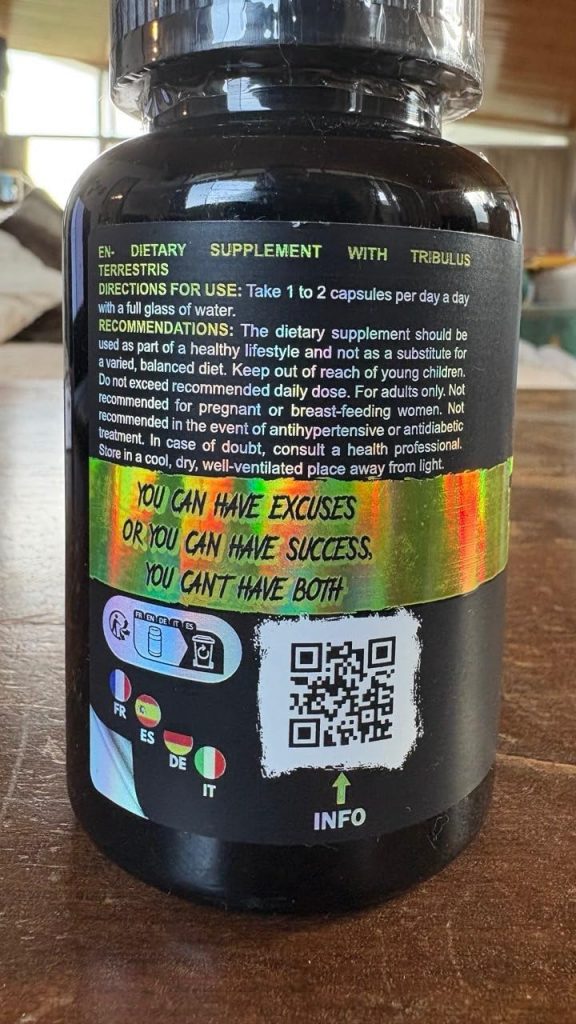 EN- DIETARY SUPPLEMENT WITH TRIBULUS
TERRESTRIS
DIRECTIONS FOR USE: Take 1 to 2 capsules per day a day
with a full glass of water.
RECOMMENDATIONS: The dietary supplement should be
used as part of a healthy lifestyle and not as a substitute for
a varied, balanced diet. Keep out of reach of young children.
Do not exceed recommended daily dose. For adults only. Not
recommended for pregnant or breast-feeding women. Not
recommended in the event of antihypertensive or antidiabetic
treatment. In case of doubt, consult a health professional.
Store in a cool, dry, well-ventilated place away from light.
YOU CAN HAVE EXCUSES
OR YOU CAN HAVE SUCCESS,
YOU CAN'T HAVE BOTH
FR EN DE IT ES
FR
ES
DE
IT
INFO